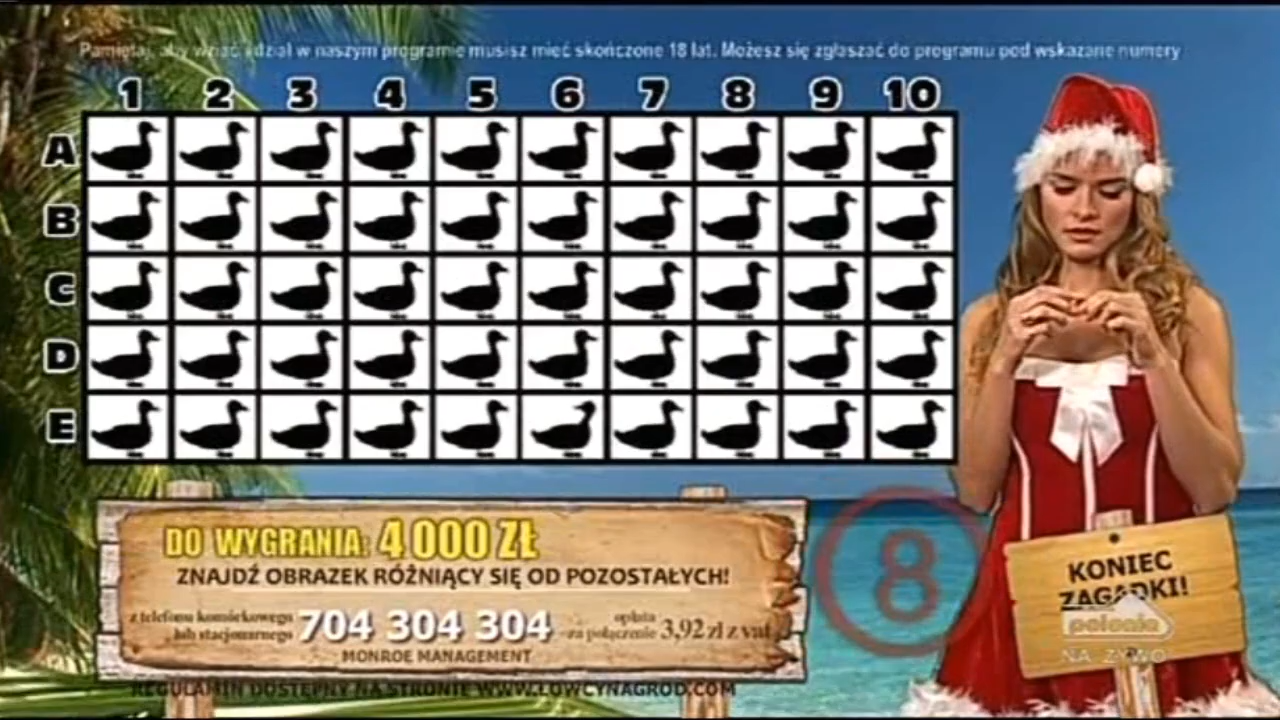 Pamiętaj, aby wziąć udział w naszym programie musisz mieć skończone 18 lat. Możesz się zgłaszać do programu pod wskazane numery
1 2 3 4 5 6 7 8 9 10
A
B
C
D
E
DO WYGRANIA: 4 000 ZŁ
ZNAJDŹ OBRAZEK RÓŻNIĄCY SIĘ OD POZOSTAŁYCH!
z telefonu komórkowego
lub stacjonarnego
704 304 304
opłata
za połączenie 3,92 zł z vat
MONROE MANAGEMENT
REGULAMIN DOSTĘPNY NA STRONIE WWW.LOWCYNAGROD.COM
8
KONIEC
ZAGADKI!
polonia
NA ŻYWO